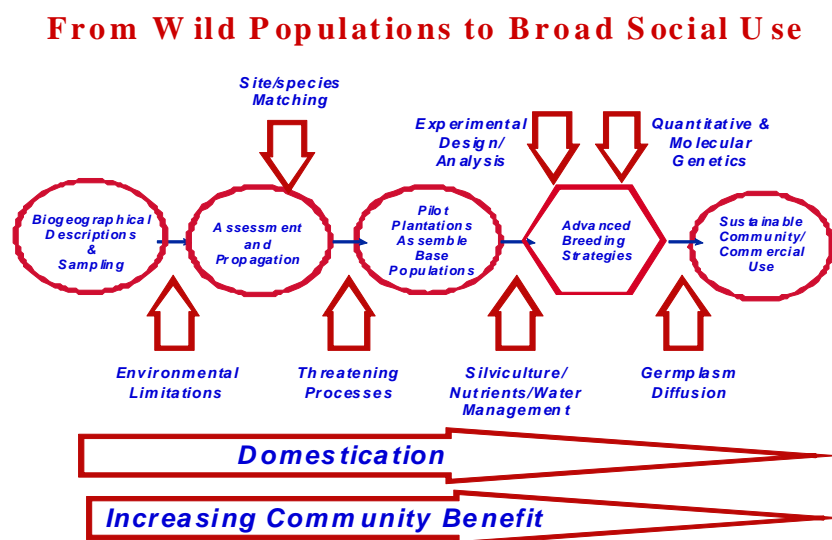 From Wild Populations to Broad Social Use
Site/species
Matching
Experimental
Design/
Analysis
Quantitative &
Molecular
Genetics
Biogeographical
Descriptions
&
Sampling
Assessment
and
Propagation
Pilot
Plantations
Assemble
Base
Populations
Advanced
Breeding
Strategies
Sustainable
Community/
Commercial
Use
Environmental
Limitations
Threatening
Processes
Silviculture/
Nutrients/Water
Management
Germplasm
Diffusion
Domestication
Increasing Community Benefit